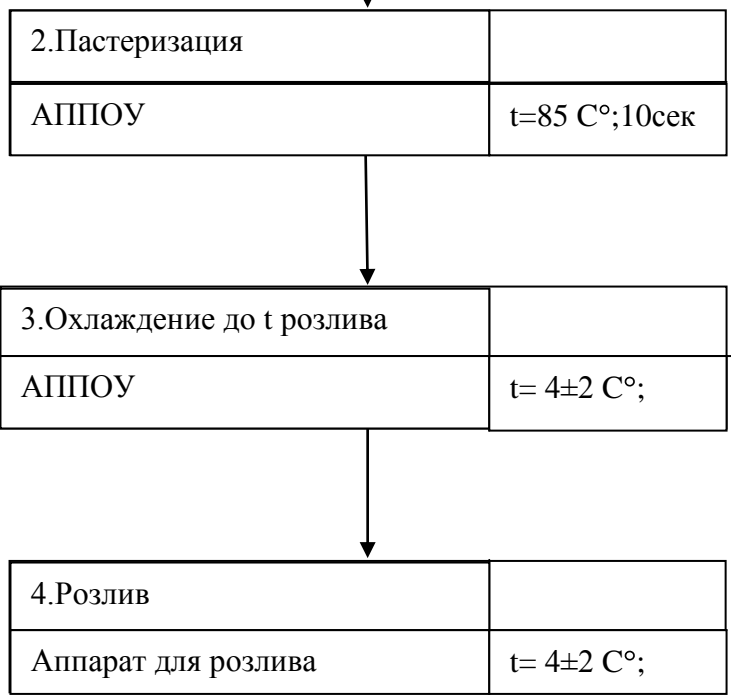 2.Пастеризация
АППОУ t=85 С°;10сек
3.Охлаждение до t розлива
АППОУ t= 4±2 С°;
4.Розлив
Аппарат для розлива t= 4±2 С°;